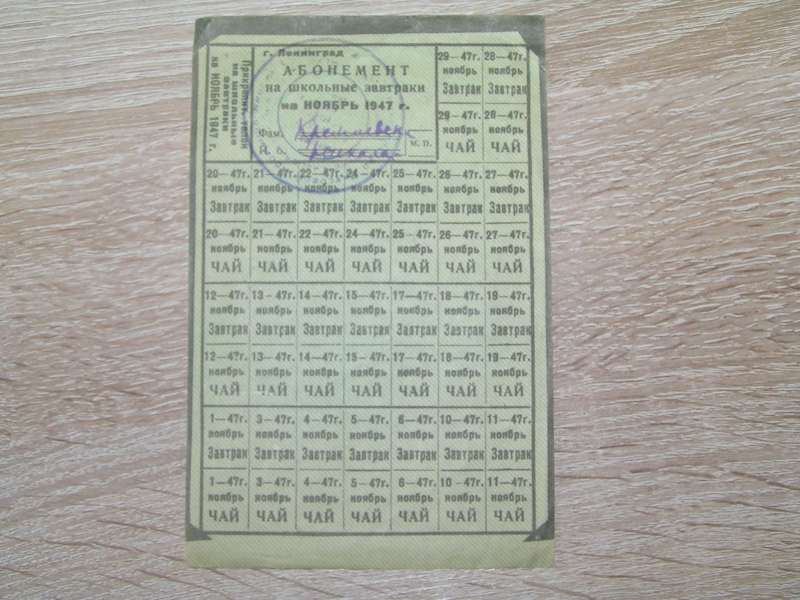 Прикрепит. талон
на школьные
завтраки
на НОЯБРЬ 1947 г.
г. Ленинград
АБОНЕМЕНТ
на школьные завтраки
на НОЯБРЬ 1947 г.
Фам.
м. п.
29—47г. 28—47г.
ноябрь ноябрь
Завтрак Завтрак
29—47г. 28—47г.
ноябрь ноябрь
ЧАЙ ЧАЙ
20—47г. 21—47г. 22—47г. 24—47г. 25—47г. 26—47г. 27—47г.
ноябрь ноябрь ноябрь ноябрь ноябрь ноябрь ноябрь
Завтрак Завтрак Завтрак Завтрак Завтрак Завтрак Завтрак
20—47г. 21—47г. 22—47г. 24—47г. 25—47г. 26—47г. 27—47г.
ноябрь ноябрь ноябрь ноябрь ноябрь ноябрь ноябрь
ЧАЙ ЧАЙ ЧАЙ ЧАЙ ЧАЙ ЧАЙ ЧАЙ
12—47г. 13—47г. 14—47г. 15—47г. 17—47г. 18—47г. 19—47г.
ноябрь ноябрь ноябрь ноябрь ноябрь ноябрь ноябрь
Завтрак Завтрак Завтрак Завтрак Завтрак Завтрак Завтрак
12—47г. 13—47г. 14—47г. 15—47г. 17—47г. 18—47г. 19—47г.
ноябрь ноябрь ноябрь ноябрь ноябрь ноябрь ноябрь
ЧАЙ ЧАЙ ЧАЙ ЧАЙ ЧАЙ ЧАЙ ЧАЙ
1—47г. 3—47г. 4—47г. 5—47г. 6—47г. 10—47г. 11—47г.
ноябрь ноябрь ноябрь ноябрь ноябрь ноябрь ноябрь
Завтрак Завтрак Завтрак Завтрак Завтрак Завтрак Завтрак
1—47г. 3—47г. 4—47г. 5—47г. 6—47г. 10—47г. 11—47г.
ноябрь ноябрь ноябрь ноябрь ноябрь ноябрь ноябрь
ЧАЙ ЧАЙ ЧАЙ ЧАЙ ЧАЙ ЧАЙ ЧАЙ